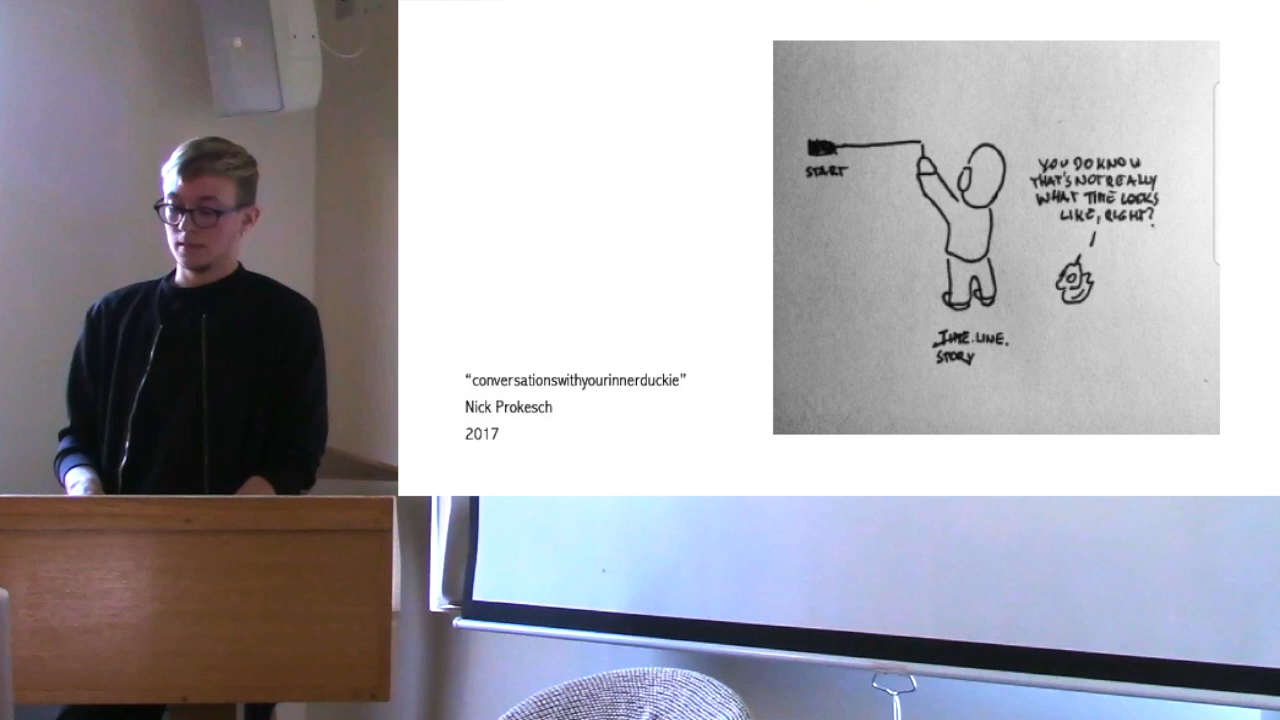 START
YOU DO KNOW
THAT'S NOT REALLY
WHAT TIME LOOKS
LIKE, RIGHT?
TIME.LINE.
STORY
“conversationswithyourinnerduckie”
Nick Prokesch
2017